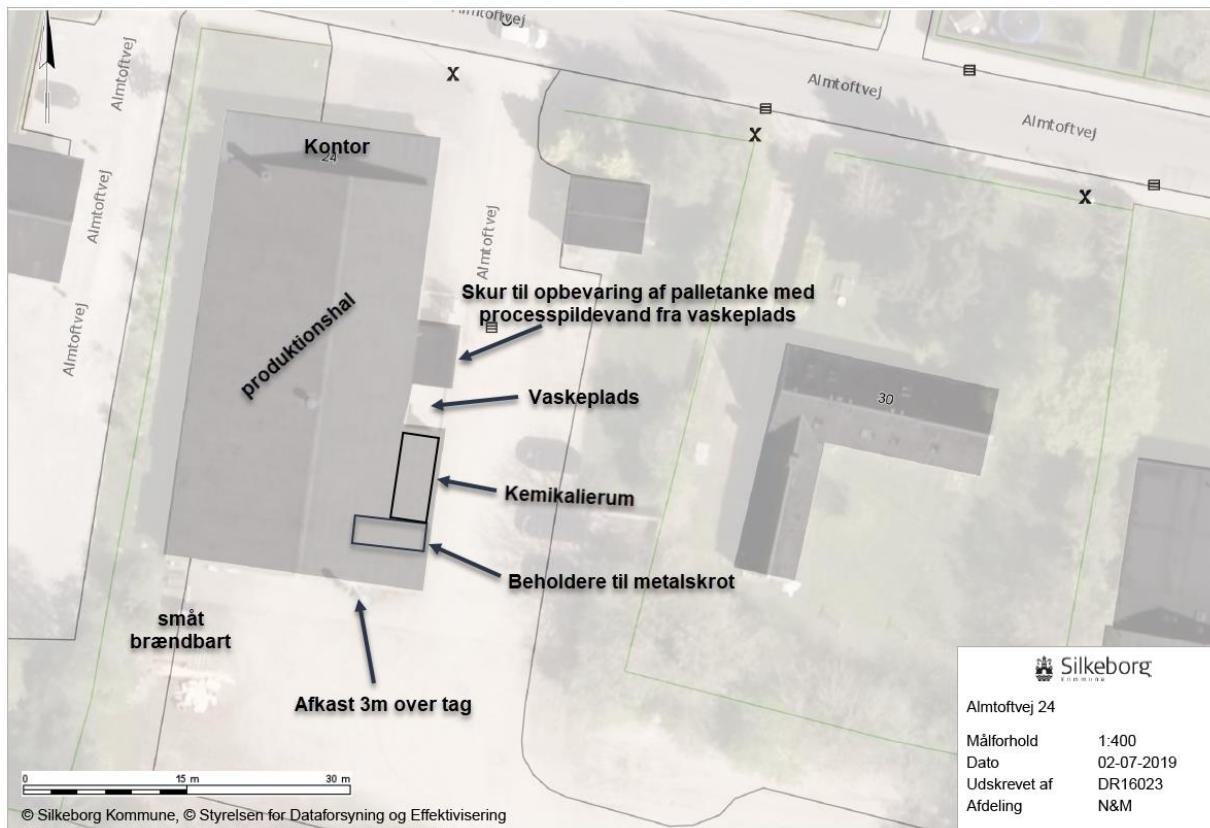 Almtoftvej
Almtoftvej
X
Almtoftvej
Almtoftvej
X
X
Kontor
24
Almtoftvej
Almtoftvej
Almtoftvej
Skur til opbevaring af palletanke med
processpildevand fra vaskeplads
produktionshal
Vaskeplads
30
Kemikalierum
Beholdere til metalskrot
småt
brændbart
Afkast 3m over tag
Silkeborg
Kommune
Almtoftvej 24
Målforhold 1:400
Dato 02-07-2019
Udskrevet af DR16023
Afdeling N&M
0 15 m 30 m
© Silkeborg Kommune, © Styrelsen for Dataforsyning og Effektivisering